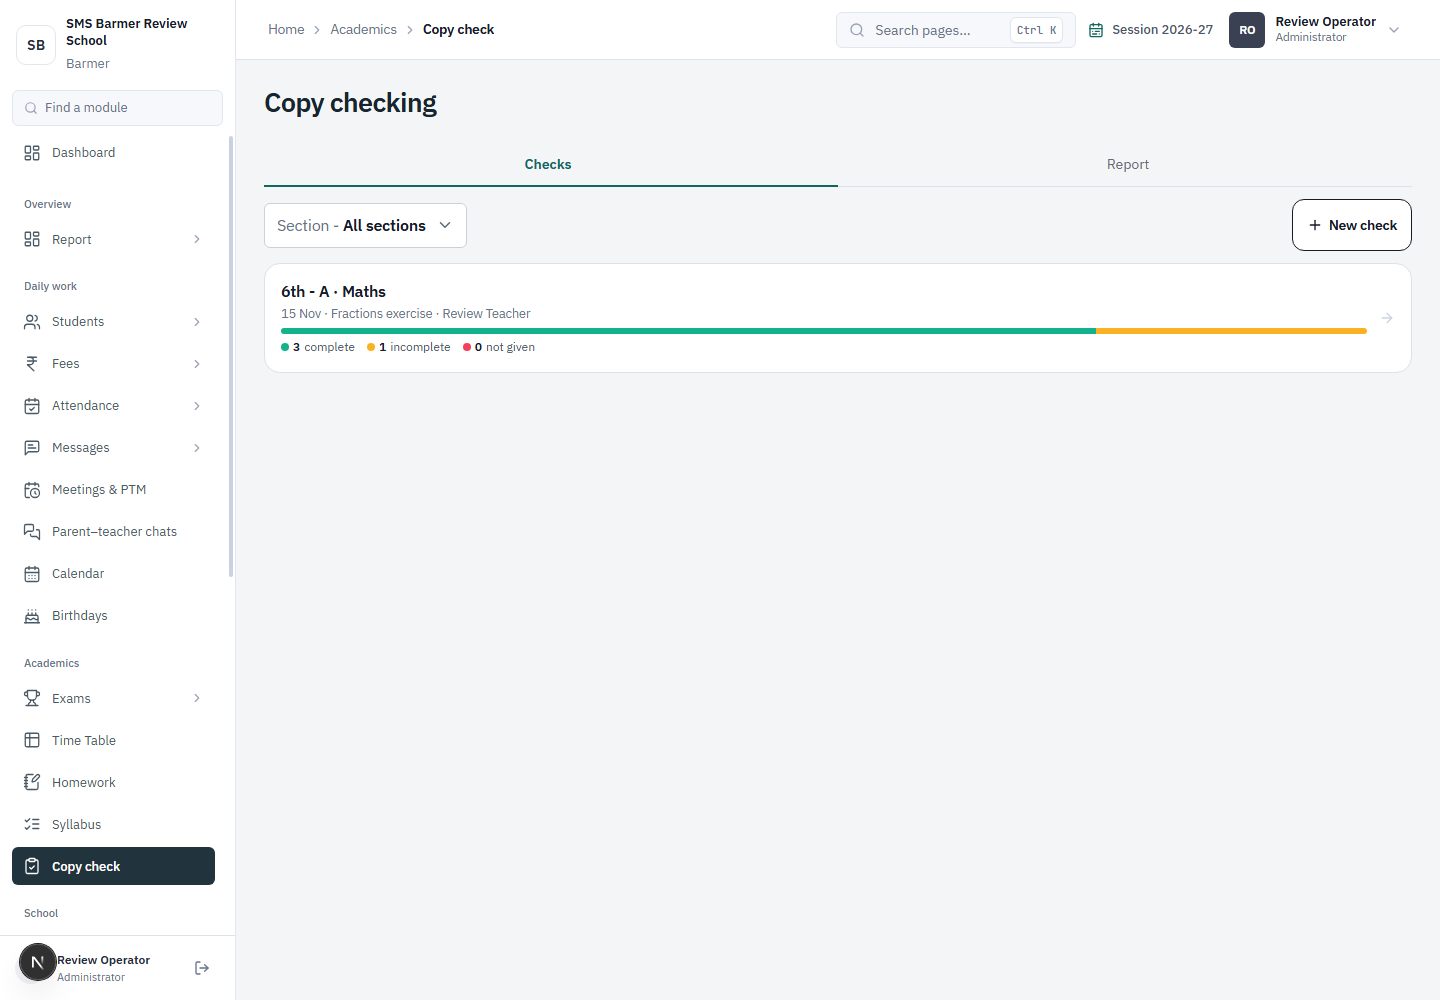 SMS Barmer Review
School
SB
Barmer
Find a module
Dashboard
Overview
Report
Daily work
Students
Fees
Attendance
Messages
Meetings & PTM
Parent–teacher chats
Calendar
Birthdays
Academics
Exams
Time Table
Homework
Syllabus
Copy check
School
N
Review Operator
Administrator
Home
Academics
Copy check
Search pages...
Ctrl K
Session 2026-27
RO
Review Operator
Administrator
Copy checking
Checks
Report
Section - All sections
New check
6th - A · Maths
15 Nov · Fractions exercise · Review Teacher
3 complete
1 incomplete
0 not given